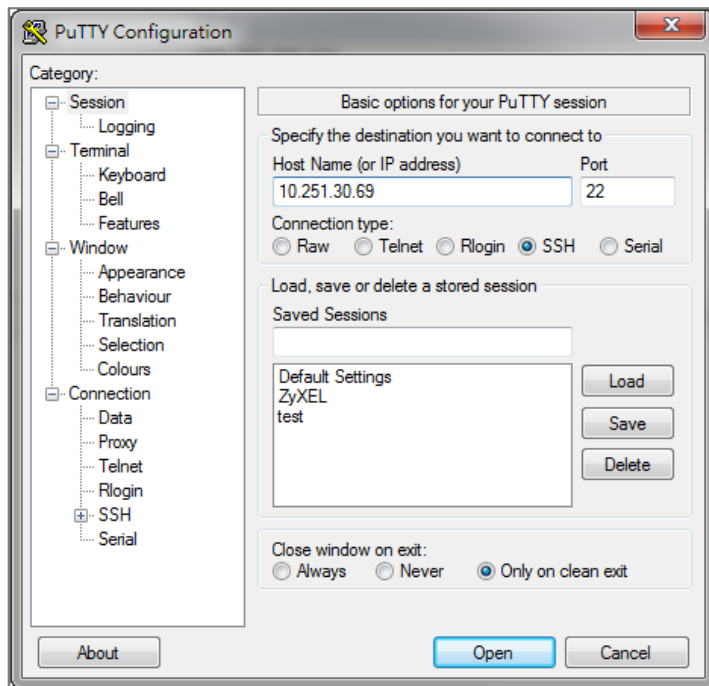 PuTTY Configuration
Category:
Session
Logging
Terminal
Keyboard
Bell
Features
Window
Appearance
Behaviour
Translation
Selection
Colours
Connection
Data
Proxy
Telnet
Rlogin
SSH
Serial
Basic options for your PuTTY session
Specify the destination you want to connect to
Host Name (or IP address) Port
10.251.30.69 22
Connection type:
Raw Telnet Rlogin SSH Serial
Load, save or delete a stored session
Saved Sessions
Default Settings
ZyXEL
test
Load
Save
Delete
Close window on exit:
Always Never Only on clean exit
About Open Cancel